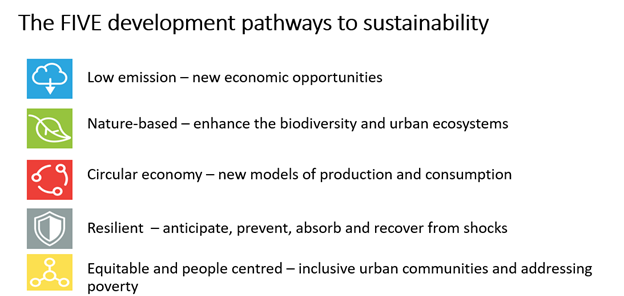 The FIVE development pathways to sustainability
Low emission – new economic opportunities
Nature-based – enhance the biodiversity and urban ecosystems
Circular economy – new models of production and consumption
Resilient  – anticipate, prevent, absorb and recover from shocks
Equitable and people centred – inclusive urban communities and addressing
poverty